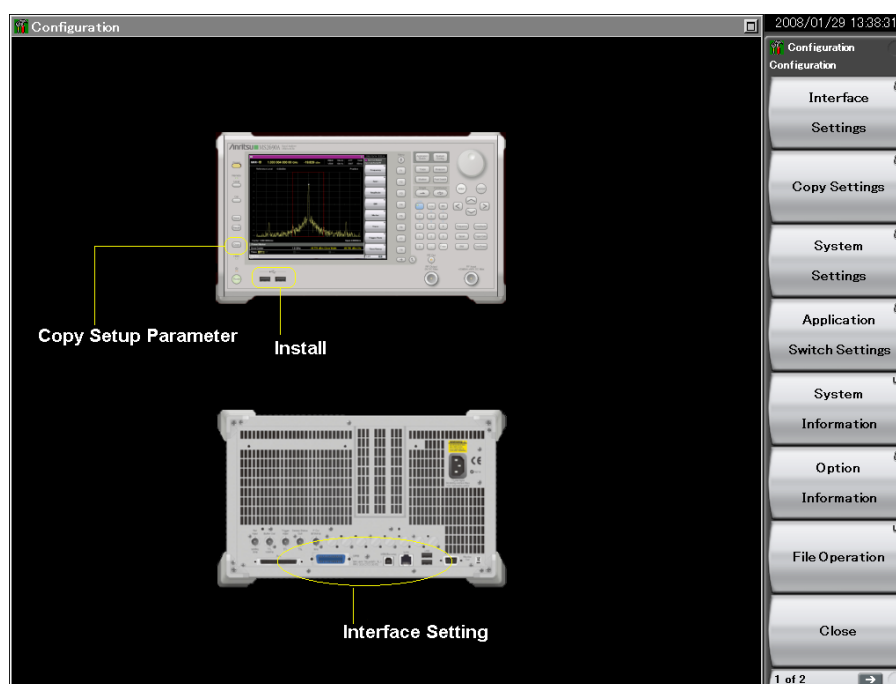 Configuration
2008/01/29 13:38:31
Configuration
Configuration
Interface
Settings
Copy Settings
System
Settings
Application
Switch Settings
System
Information
Option
Information
File Operation
Close
1 of 2
Anritsu
Copy Setup Parameter
Install
Interface Setting